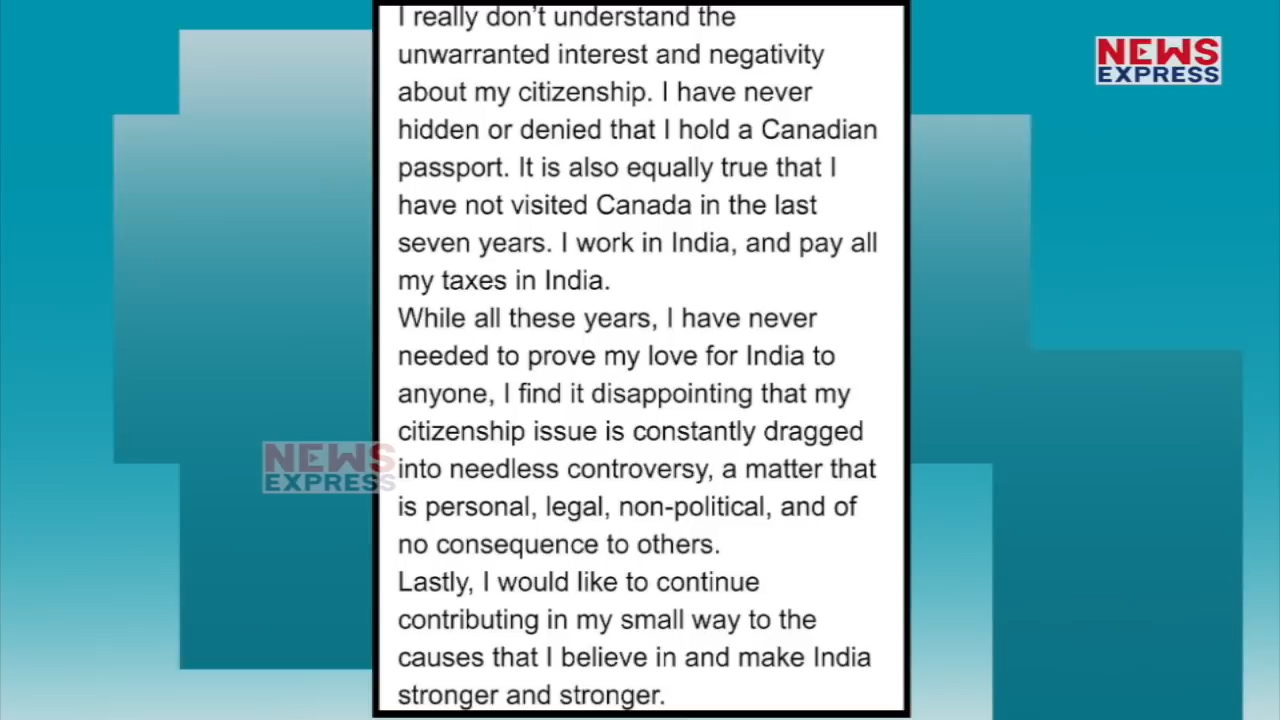 I really don't understand the
unwarranted interest and negativity
about my citizenship. I have never
hidden or denied that I hold a Canadian
passport. It is also equally true that I
have not visited Canada in the last
seven years. I work in India, and pay all
my taxes in India.
While all these years, I have never
needed to prove my love for India to
anyone, I find it disappointing that my
citizenship issue is constantly dragged
into needless controversy, a matter that
is personal, legal, non-political, and of
no consequence to others.
Lastly, I would like to continue
contributing in my small way to the
causes that I believe in and make India
stronger and stronger.
NEWS
EXPRESS
NEWS
EXPRESS